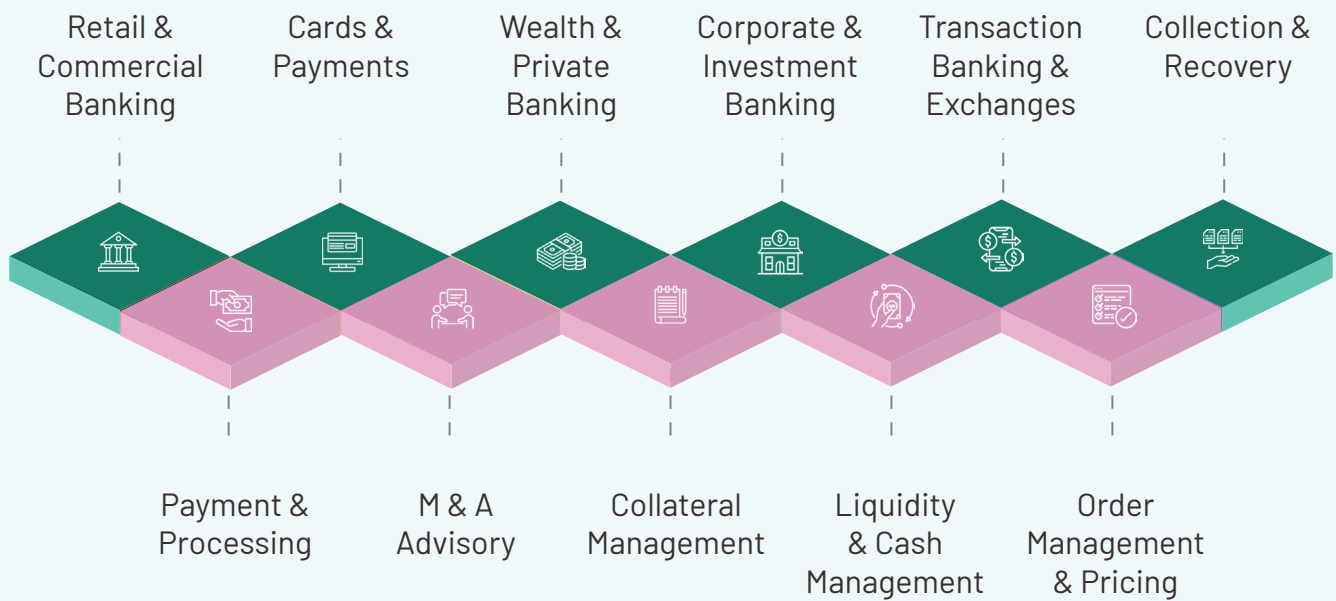 Retail &
Commercial
Banking
Cards &
Payments
Wealth &
Private
Banking
Corporate &
Investment
Banking
Transaction
Banking &
Exchanges
Collection &
Recovery
Payment &
Processing
M & A
Advisory
Collateral
Management
Liquidity
& Cash
Management
Order
Management
& Pricing